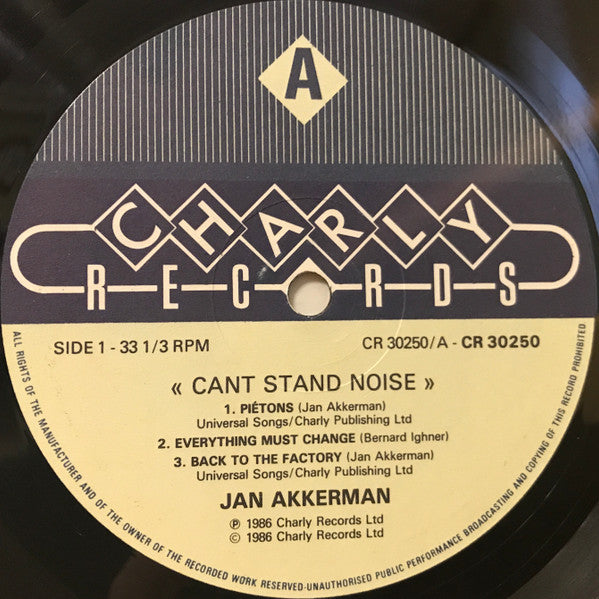 A
CHARLY
RECORDS
SIDE 1 - 33 1/3 RPM
CR 30250/A - CR 30250
« CANT STAND NOISE »
1. PIÉTONS (Jan Akkerman)
Universal Songs/Charly Publishing Ltd
2. EVERYTHING MUST CHANGE (Bernard Ighner)
3. BACK TO THE FACTORY (Jan Akkerman)
Universal Songs/Charly Publishing Ltd
JAN AKKERMAN
℗ 1986 Charly Records Ltd
© 1986 Charly Records Ltd
ALL RIGHTS OF THE MANUFACTURER AND OF THE OWNER OF THE RECORDED WORK RESERVED-UNAUTHORISED PUBLIC PERFORMANCE BROADCASTING AND COPYING OF THIS RECORD PROHIBITED.